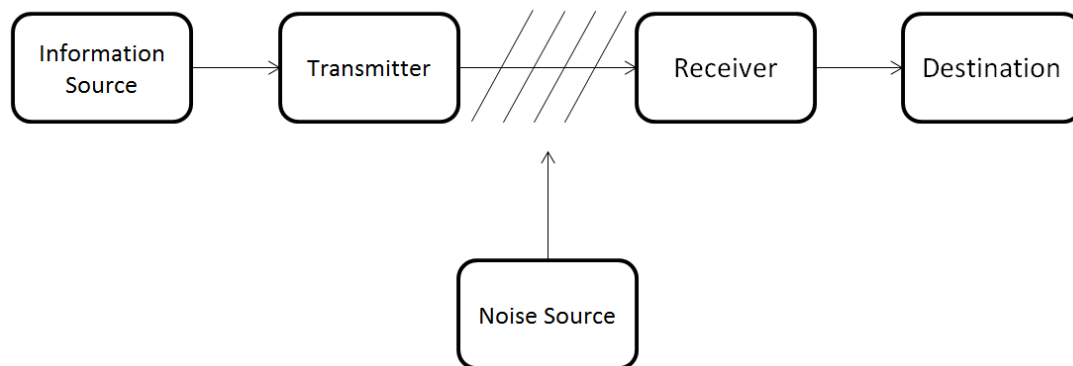 Information
Source
Transmitter
Receiver
Destination
Noise Source